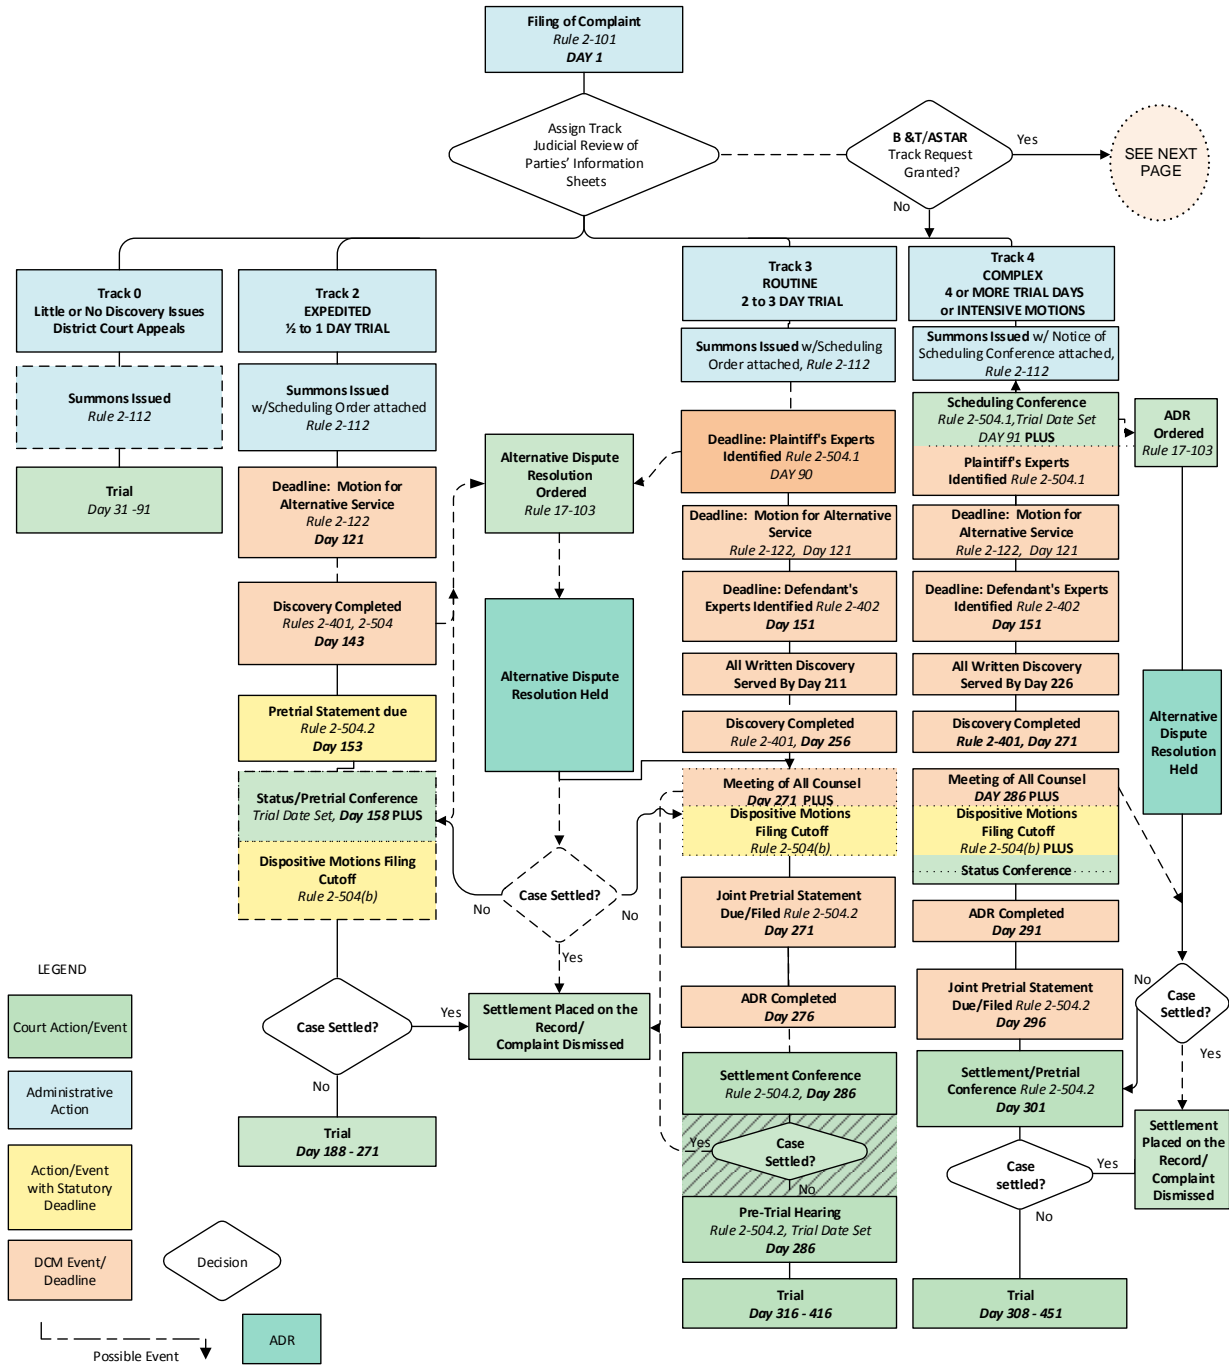 Filing of Complaint
Rule 2-101
DAY 1
Assign Track
Judicial Review of
Parties' Information
Sheets
B &T/ASTAR
Track Request
Granted?
Yes
No
SEE NEXT
PAGE
Track 0
Little or No Discovery Issues
District Court Appeals
Summons Issued
Rule 2-112
Trial
Day 31 -91
Track 2
EXPEDITED
½ to 1 DAY TRIAL
Summons Issued
w/Scheduling Order attached
Rule 2-112
Deadline: Motion for
Alternative Service
Rule 2-122
Day 121
Discovery Completed
Rules 2-401, 2-504
Day 143
Pretrial Statement due
Rule 2-504.2
Day 153
Status/Pretrial Conference
Trial Date Set, Day 158 PLUS
Dispositive Motions Filing
Cutoff
Rule 2-504(b)
Case Settled?
Yes
No
Trial
Day 188 - 271
Alternative Dispute
Resolution
Ordered
Rule 17-103
Alternative Dispute
Resolution Held
Case Settled?
No
No
Yes
Settlement Placed on the
Record/
Complaint Dismissed
Track 3
ROUTINE
2 to 3 DAY TRIAL
Summons Issued w/Scheduling
Order attached, Rule 2-112
Deadline: Plaintiff's Experts
Identified Rule 2-504.1
DAY 90
Deadline: Motion for Alternative
Service
Rule 2-122, Day 121
Deadline: Defendant's
Experts Identified Rule 2-402
Day 151
All Written Discovery
Served By Day 211
Discovery Completed
Rule 2-401, Day 256
Meeting of All Counsel
Day 271 PLUS
Dispositive Motions
Filing Cutoff
Rule 2-504(b)
Joint Pretrial Statement
Due/Filed Rule 2-504.2
Day 271
ADR Completed
Day 276
Settlement Conference
Rule 2-504.2, Day 286
Yes
Case
Settled?
No
Pre-Trial Hearing
Rule 2-504.2, Trial Date Set
Day 286
Trial
Day 316 - 416
Track 4
COMPLEX
4 or MORE TRIAL DAYS
or INTENSIVE MOTIONS
Summons Issued w/ Notice of
Scheduling Conference attached,
Rule 2-112
Scheduling Conference
Rule 2-504.1,Trial Date Set
DAY 91 PLUS
Plaintiff's Experts
Identified Rule 2-504.1
Deadline: Motion for
Alternative Service
Rule 2-122, Day 121
Deadline: Defendant's Experts
Identified Rule 2-402
Day 151
All Written Discovery
Served By Day 226
Discovery Completed
Rule 2-401, Day 271
Meeting of All Counsel
DAY 286 PLUS
Dispositive Motions
Filing Cutoff
Rule 2-504(b) PLUS
Status Conference
ADR Completed
Day 291
Joint Pretrial Statement
Due/Filed Rule 2-504.2
Day 296
Settlement/Pretrial
Conference Rule 2-504.2
Day 301
Case
settled?
Yes
No
Trial
Day 308 - 451
ADR
Ordered
Rule 17-103
Alternative
Dispute
Resolution
Held
No
Case
Settled?
Yes
Settlement
Placed on the
Record/
Complaint
Dismissed
LEGEND
Court Action/Event
Administrative
Action
Action/Event
with Statutory
Deadline
DCM Event/
Deadline
Decision
Possible Event
ADR